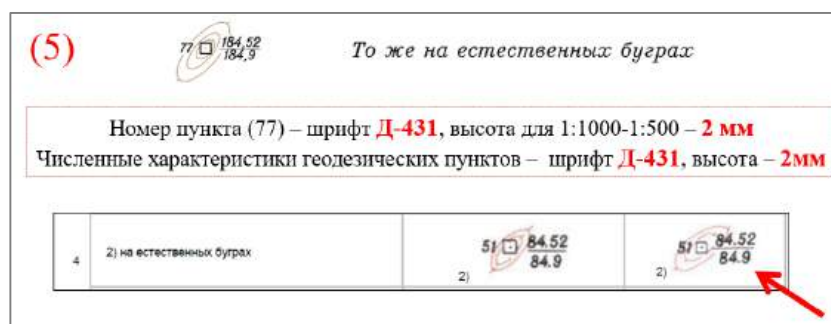 (5)
77 184,52
184,9
То же на естественных буграх
Номер пункта (77) – шрифт Д-431, высота для 1:1000-1:500 – 2 мм
Численные характеристики геодезических пунктов – шрифт Д-431, высота – 2мм
4 2) на естественных буграх
2) 51 84.52
84.9
2) 51 84.52
84.9